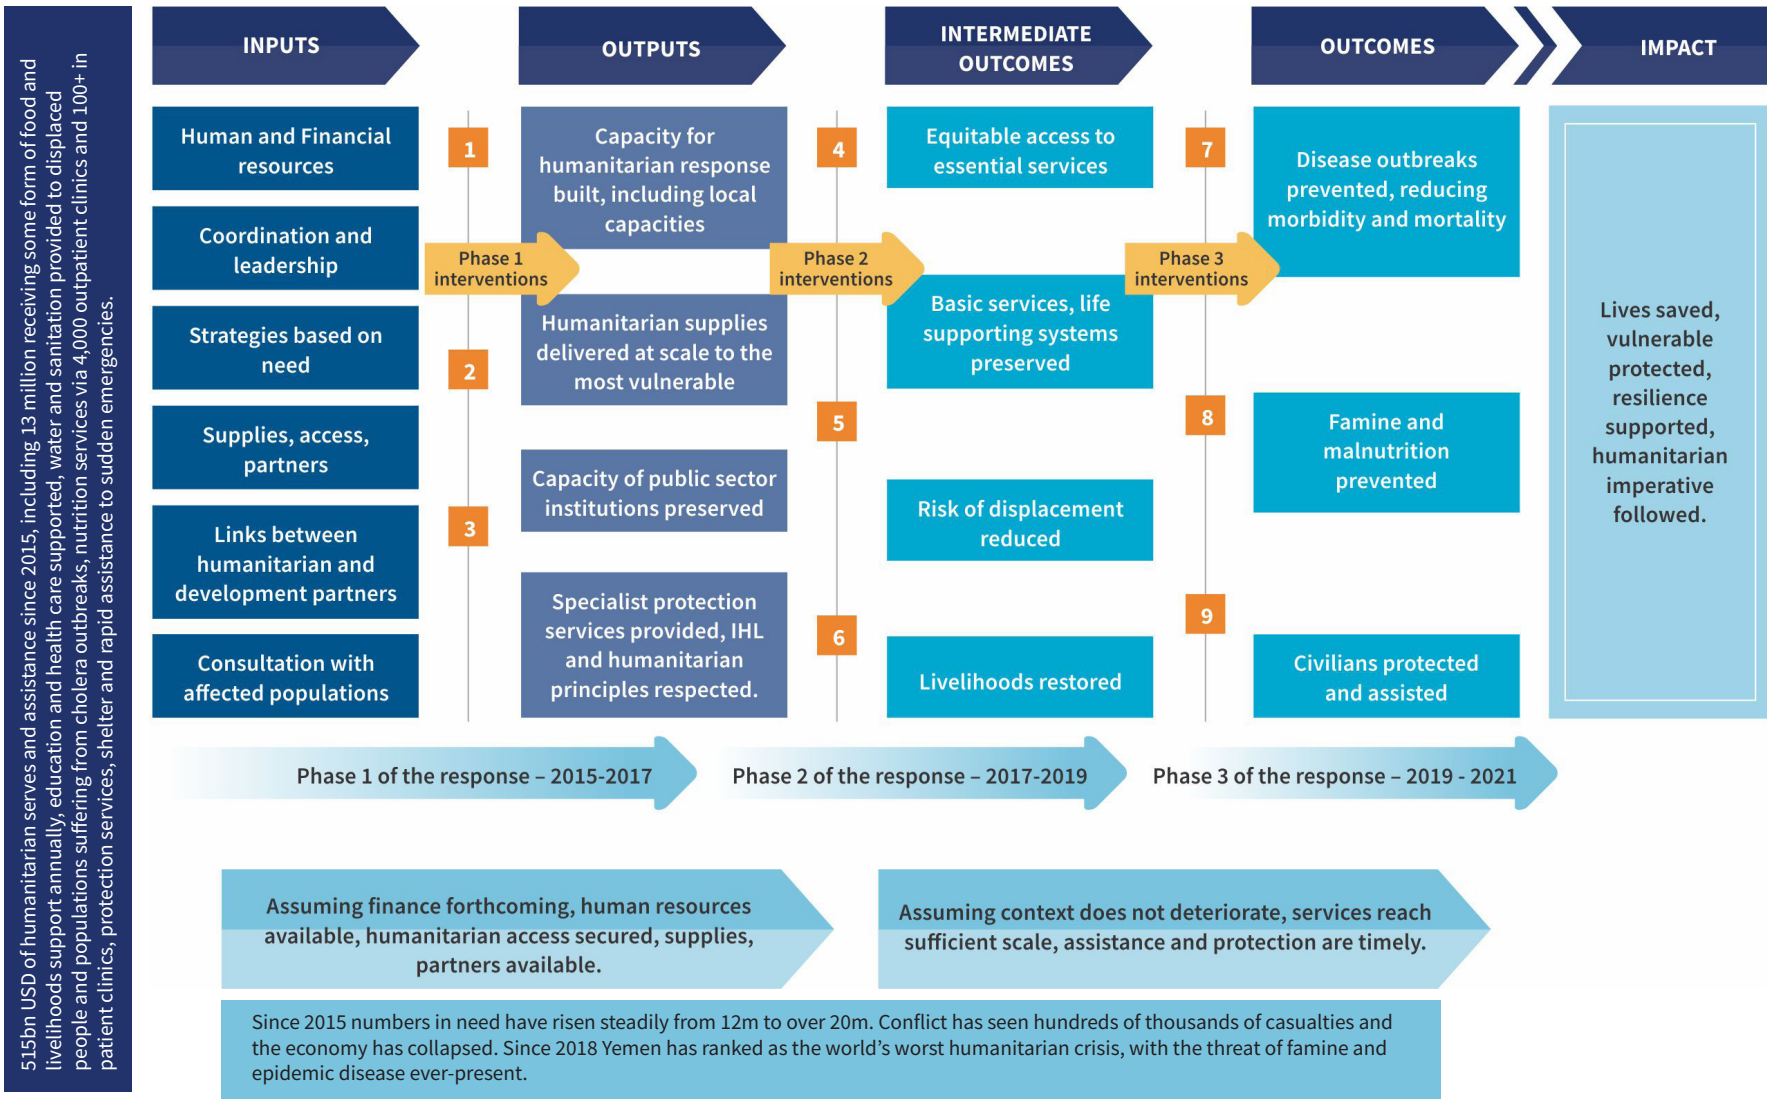 515bn USD of humanitarian serves and assistance since 2015, including 13 million receiving some form of food and
livelihoods support annually, education and health care supported, water and sanitation provided to displaced
people and populations suffering from cholera outbreaks, nutrition services via 4,000 outpatient clinics and 100+ in
patient clinics, protection services, shelter and rapid assistance to sudden emergencies.
INPUTS
OUTPUTS
INTERMEDIATE
OUTCOMES
OUTCOMES
IMPACT
Human and Financial
resources
Coordination and
leadership
Strategies based on
need
Supplies, access,
partners
Links between
humanitarian and
development partners
Consultation with
affected populations
1
Phase 1
interventions
2
3
Capacity for
humanitarian response
built, including local
capacities
Humanitarian supplies
delivered at scale to the
most vulnerable
Capacity of public sector
institutions preserved
Specialist protection
services provided, IHL
and humanitarian
principles respected.
4
Phase 2
interventions
5
6
Equitable access to
essential services
Basic services, life
supporting systems
preserved
Risk of displacement
reduced
Livelihoods restored
7
Phase 3
interventions
8
9
Disease outbreaks
prevented, reducing
morbidity and mortality
Famine and
malnutrition
prevented
Civilians protected
and assisted
Lives saved,
vulnerable
protected,
resilience
supported,
humanitarian
imperative
followed.
Phase 1 of the response – 2015-2017
Phase 2 of the response – 2017-2019
Phase 3 of the response – 2019 - 2021
Assuming finance forthcoming, human resources
available, humanitarian access secured, supplies,
partners available.
Assuming context does not deteriorate, services reach
sufficient scale, assistance and protection are timely.
Since 2015 numbers in need have risen steadily from 12m to over 20m. Conflict has seen hundreds of thousands of casualties and
the economy has collapsed. Since 2018 Yemen has ranked as the world's worst humanitarian crisis, with the threat of famine and
epidemic disease ever-present.